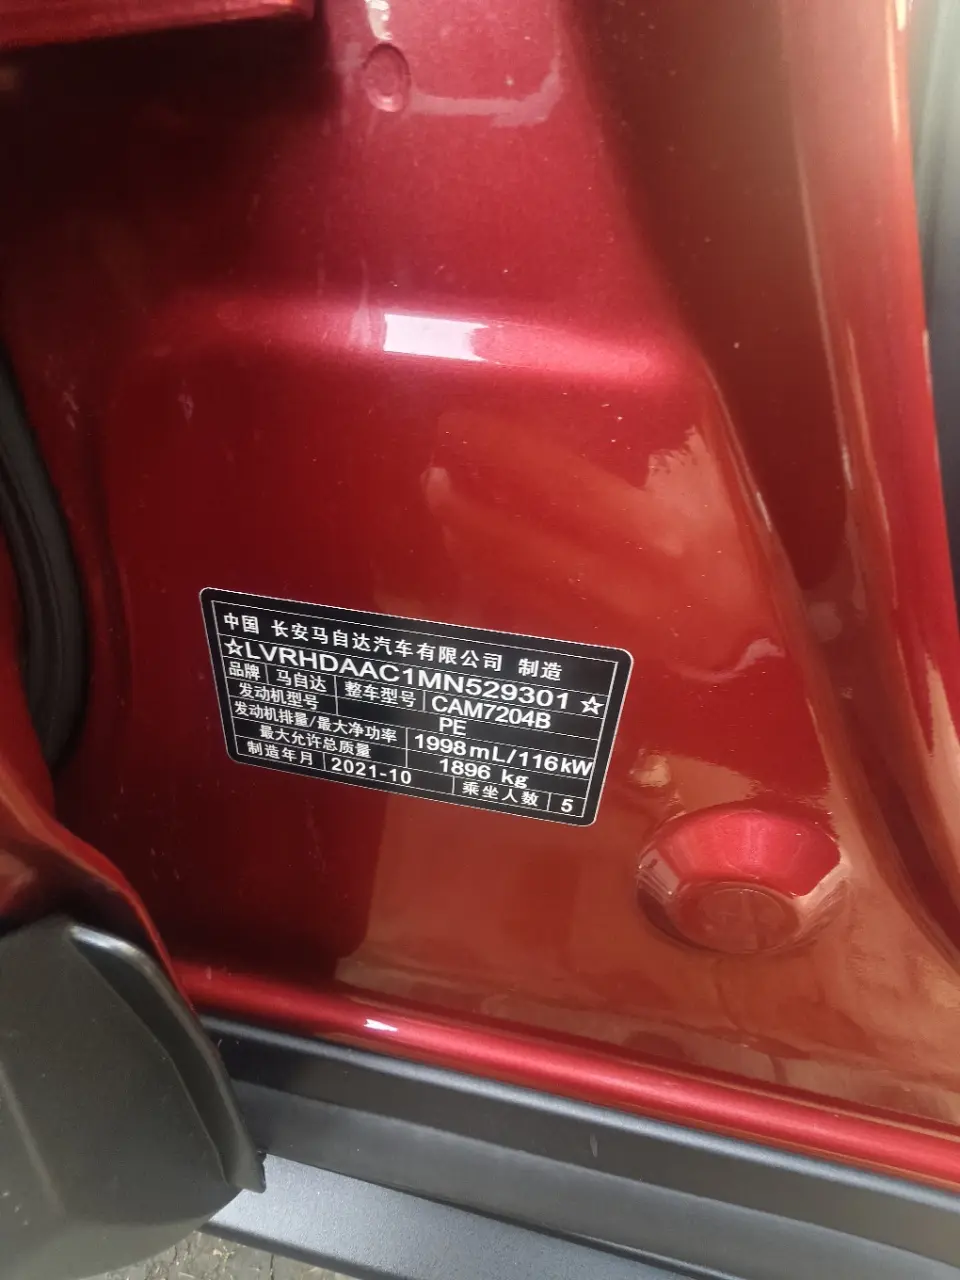 中国 长安马自达汽车有限公司 制造
☆LVRHDAAC1MN529301☆
品牌 马自达 整车型号 CAM7204B
发动机型号 PE
发动机排量/最大净功率 1998mL/116kW
最大允许总质量 1896 kg
制造年月 2021-10 乘坐人数 5